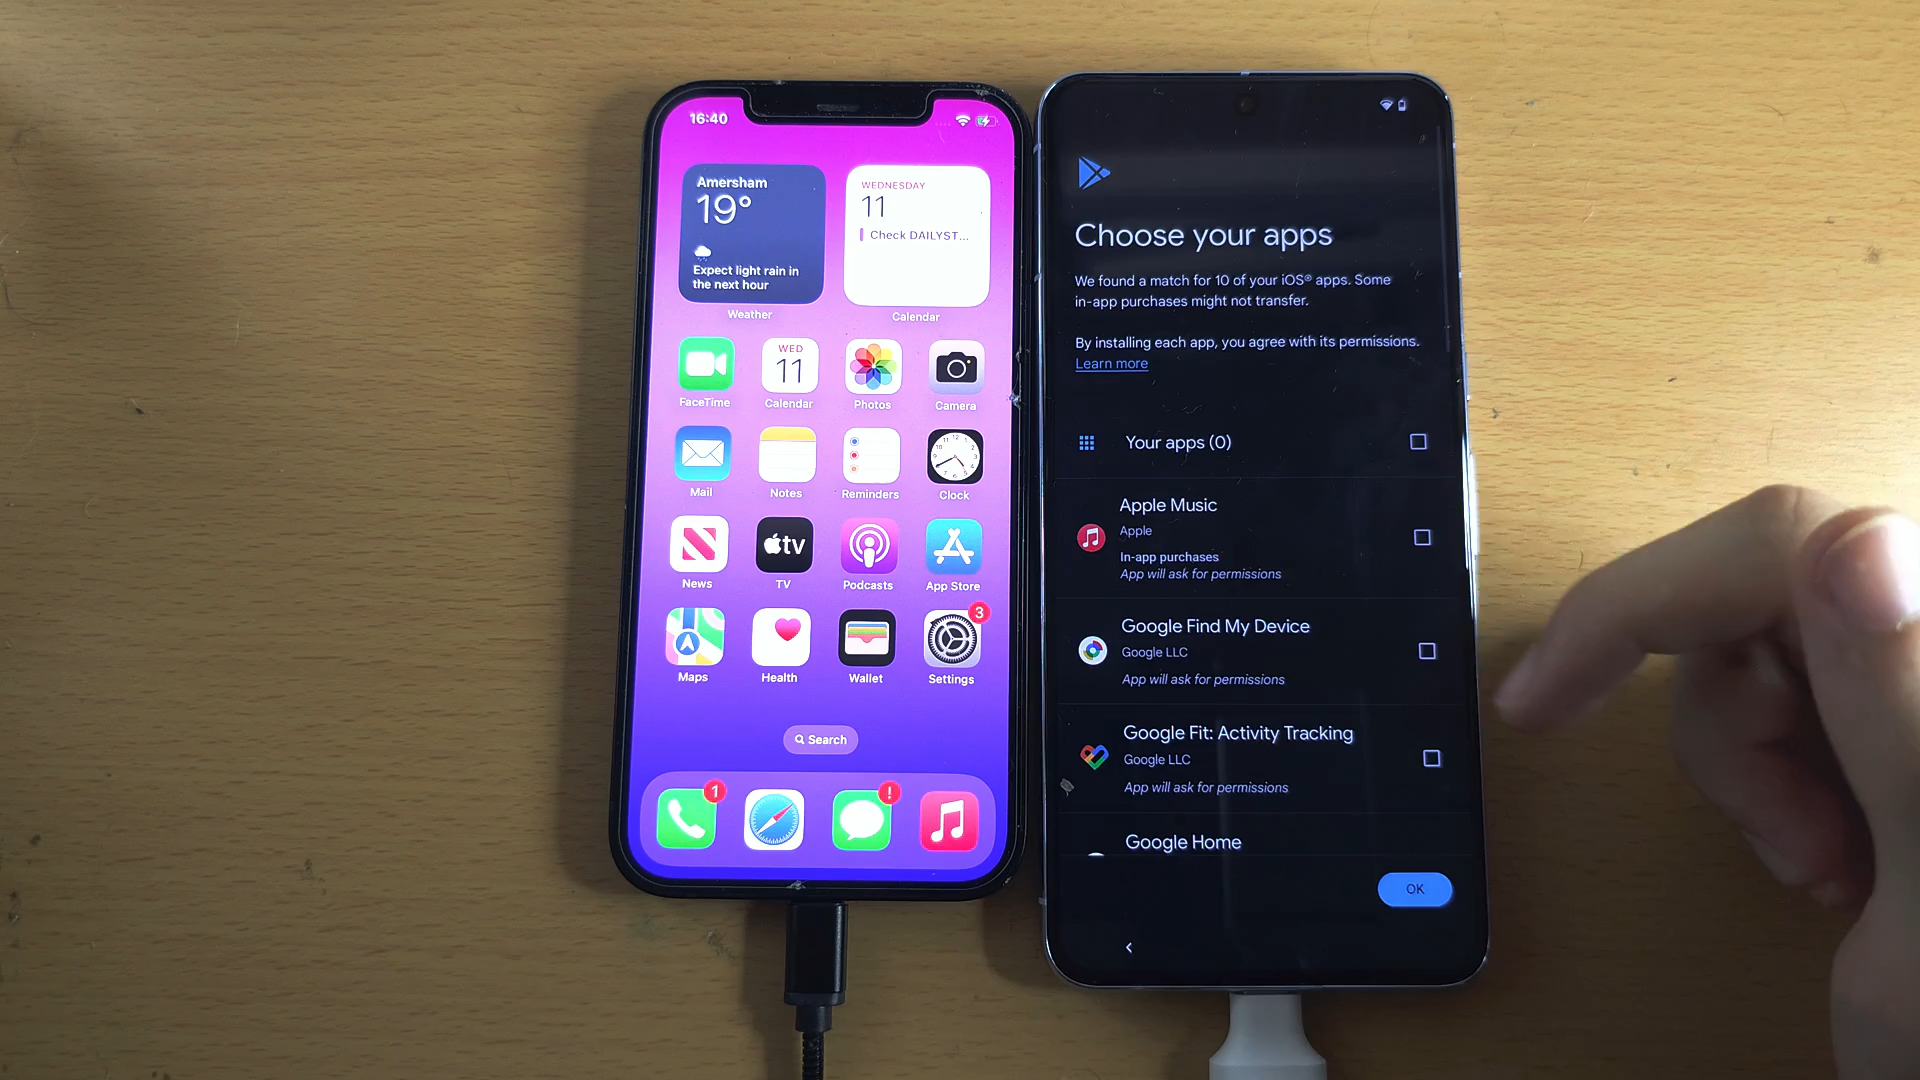 16:40
Amersham
19°
Expect light rain in
the next hour
Weather
WEDNESDAY
11
Check DAILYST...
Calendar
FaceTime
WED
11
Calendar
Photos
Camera
Mail
Notes
Reminders
Clock
News
tv
TV
Podcasts
App Store
Maps
Health
Wallet
3
Settings
Search
1
!
Choose your apps
We found a match for 10 of your iOS® apps. Some
in-app purchases might not transfer.
By installing each app, you agree with its permissions.
Learn more
Your apps (0)
Apple Music
Apple
In-app purchases
App will ask for permissions
Google Find My Device
Google LLC
App will ask for permissions
Google Fit: Activity Tracking
Google LLC
App will ask for permissions
Google Home
OK